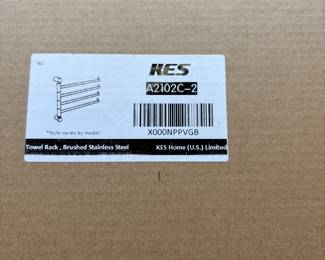 KES
A2102C-2
*Style varies by model
X000NPPVGB
Towel Rack , Brushed Stainless Steel
KES Home (U.S.) Limited